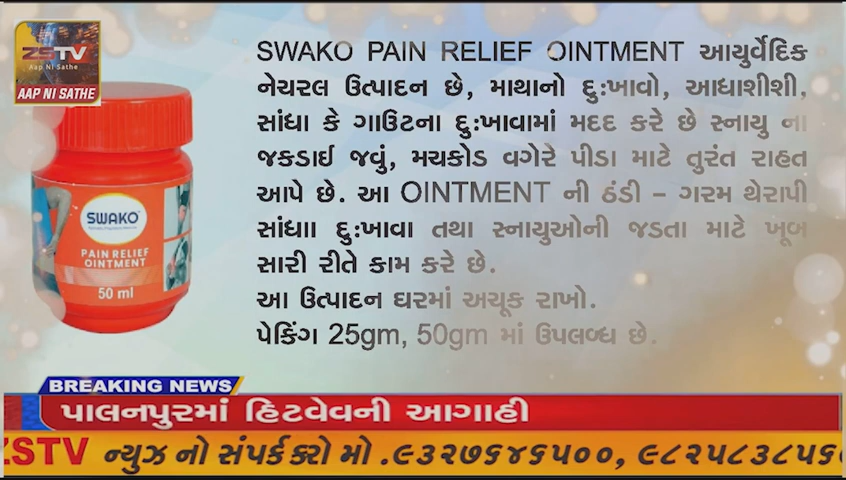 ZSTV
Aap Ni Sathe
AAP NI SATHE
SWAKO PAIN RELIEF OINTMENT આયુર્વેદિક
નેચરલ ઉત્પાદન છે, માથાનો દુઃખાવો, આધાશીશી,
સાંધા કે ગાઉટના દુઃખાવામાં મદદ કરે છે સ્નાયુ ના
જકડાઈ જવું, મચકોડ વગેરે પીડા માટે તુરંત રાહત
આપે છે. આ OINTMENT ની ઠંડી – ગરમ થેરાપી
સાંધાા દુઃખાવા તથા સ્નાયુઓની જડતા માટે ખૂબ
સારી રીતે કામ કરે છે.
આ ઉત્પાદન ઘરમાં અચૂક રાખો.
પેકિંગ 25gm, 50gm માં ઉપલબ્ધ છે.
SWAKO
PAIN RELIEF
OINTMENT
50 ml
BREAKING NEWS
પાલનપુરમાં હિટવેવની આગાહી
ZSTV ન્યુઝ નો સંપર્ક કરો મો .૯૩૨૭૬૪૬૫૦૦,